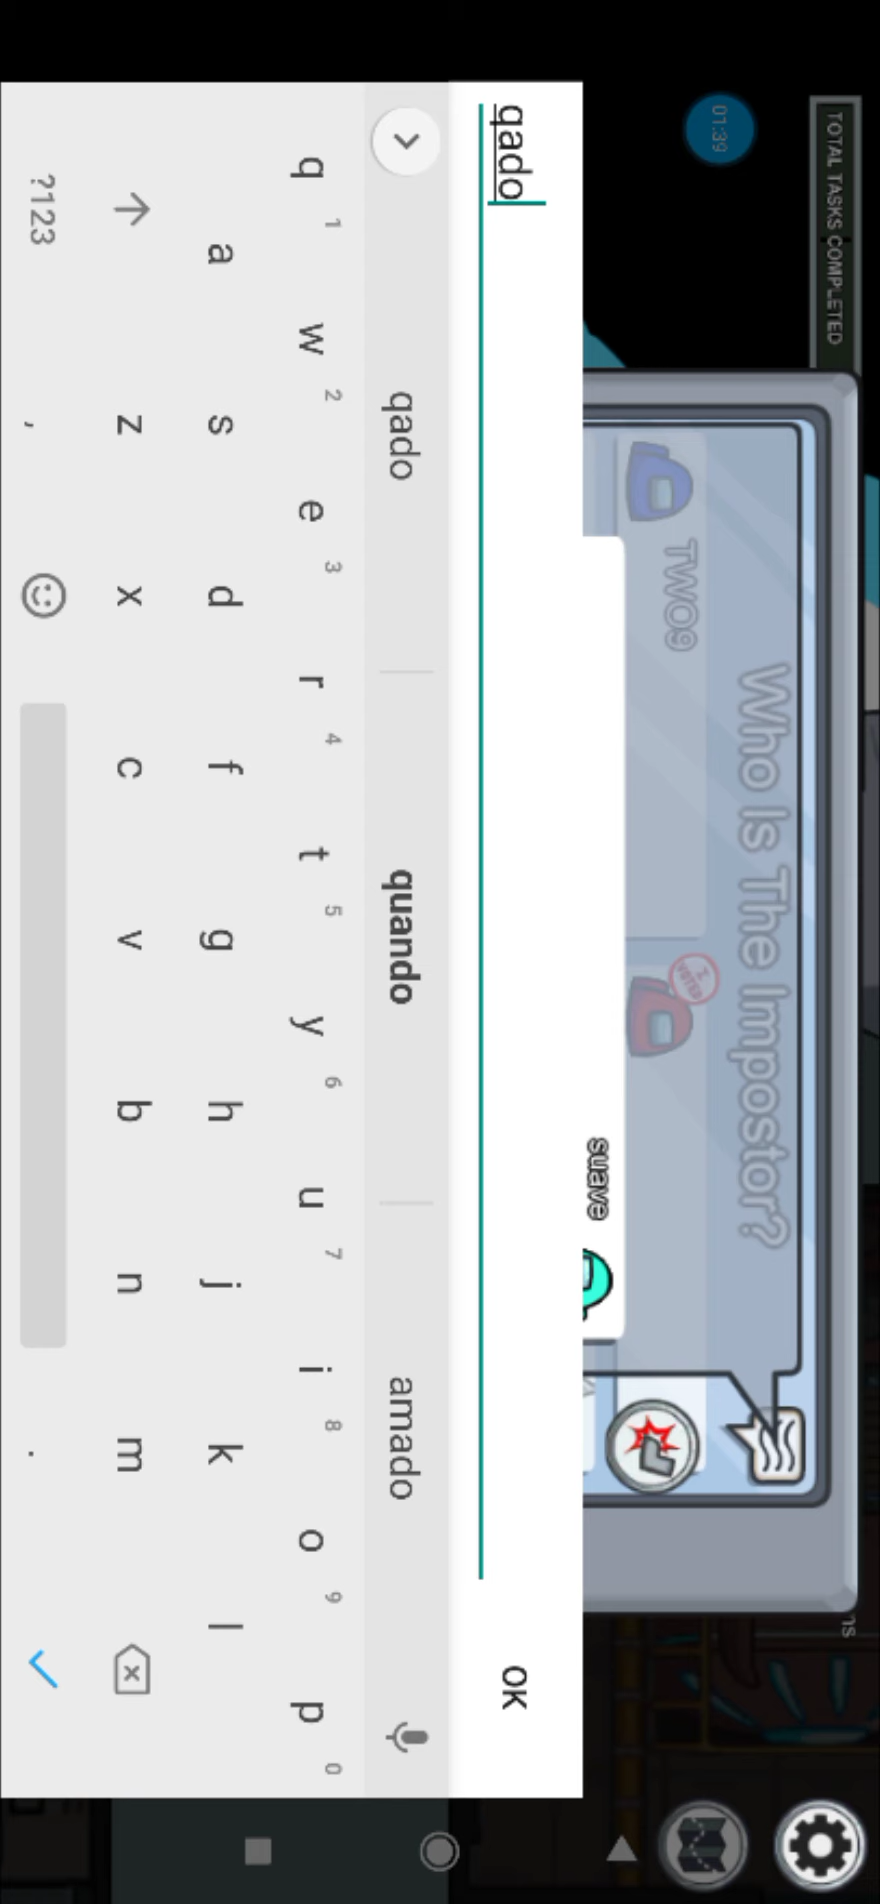 TOTAL TASKS COMPLETED
01:39
Who Is The Impostor?
TWO9
I VOTED
suave
qado
OK
qado
quando
amado
1 2 3 4 5 6 7 8 9 0
q w e r t y u i o p
a s d f g h j k l
z x c v b n m
?123 , .